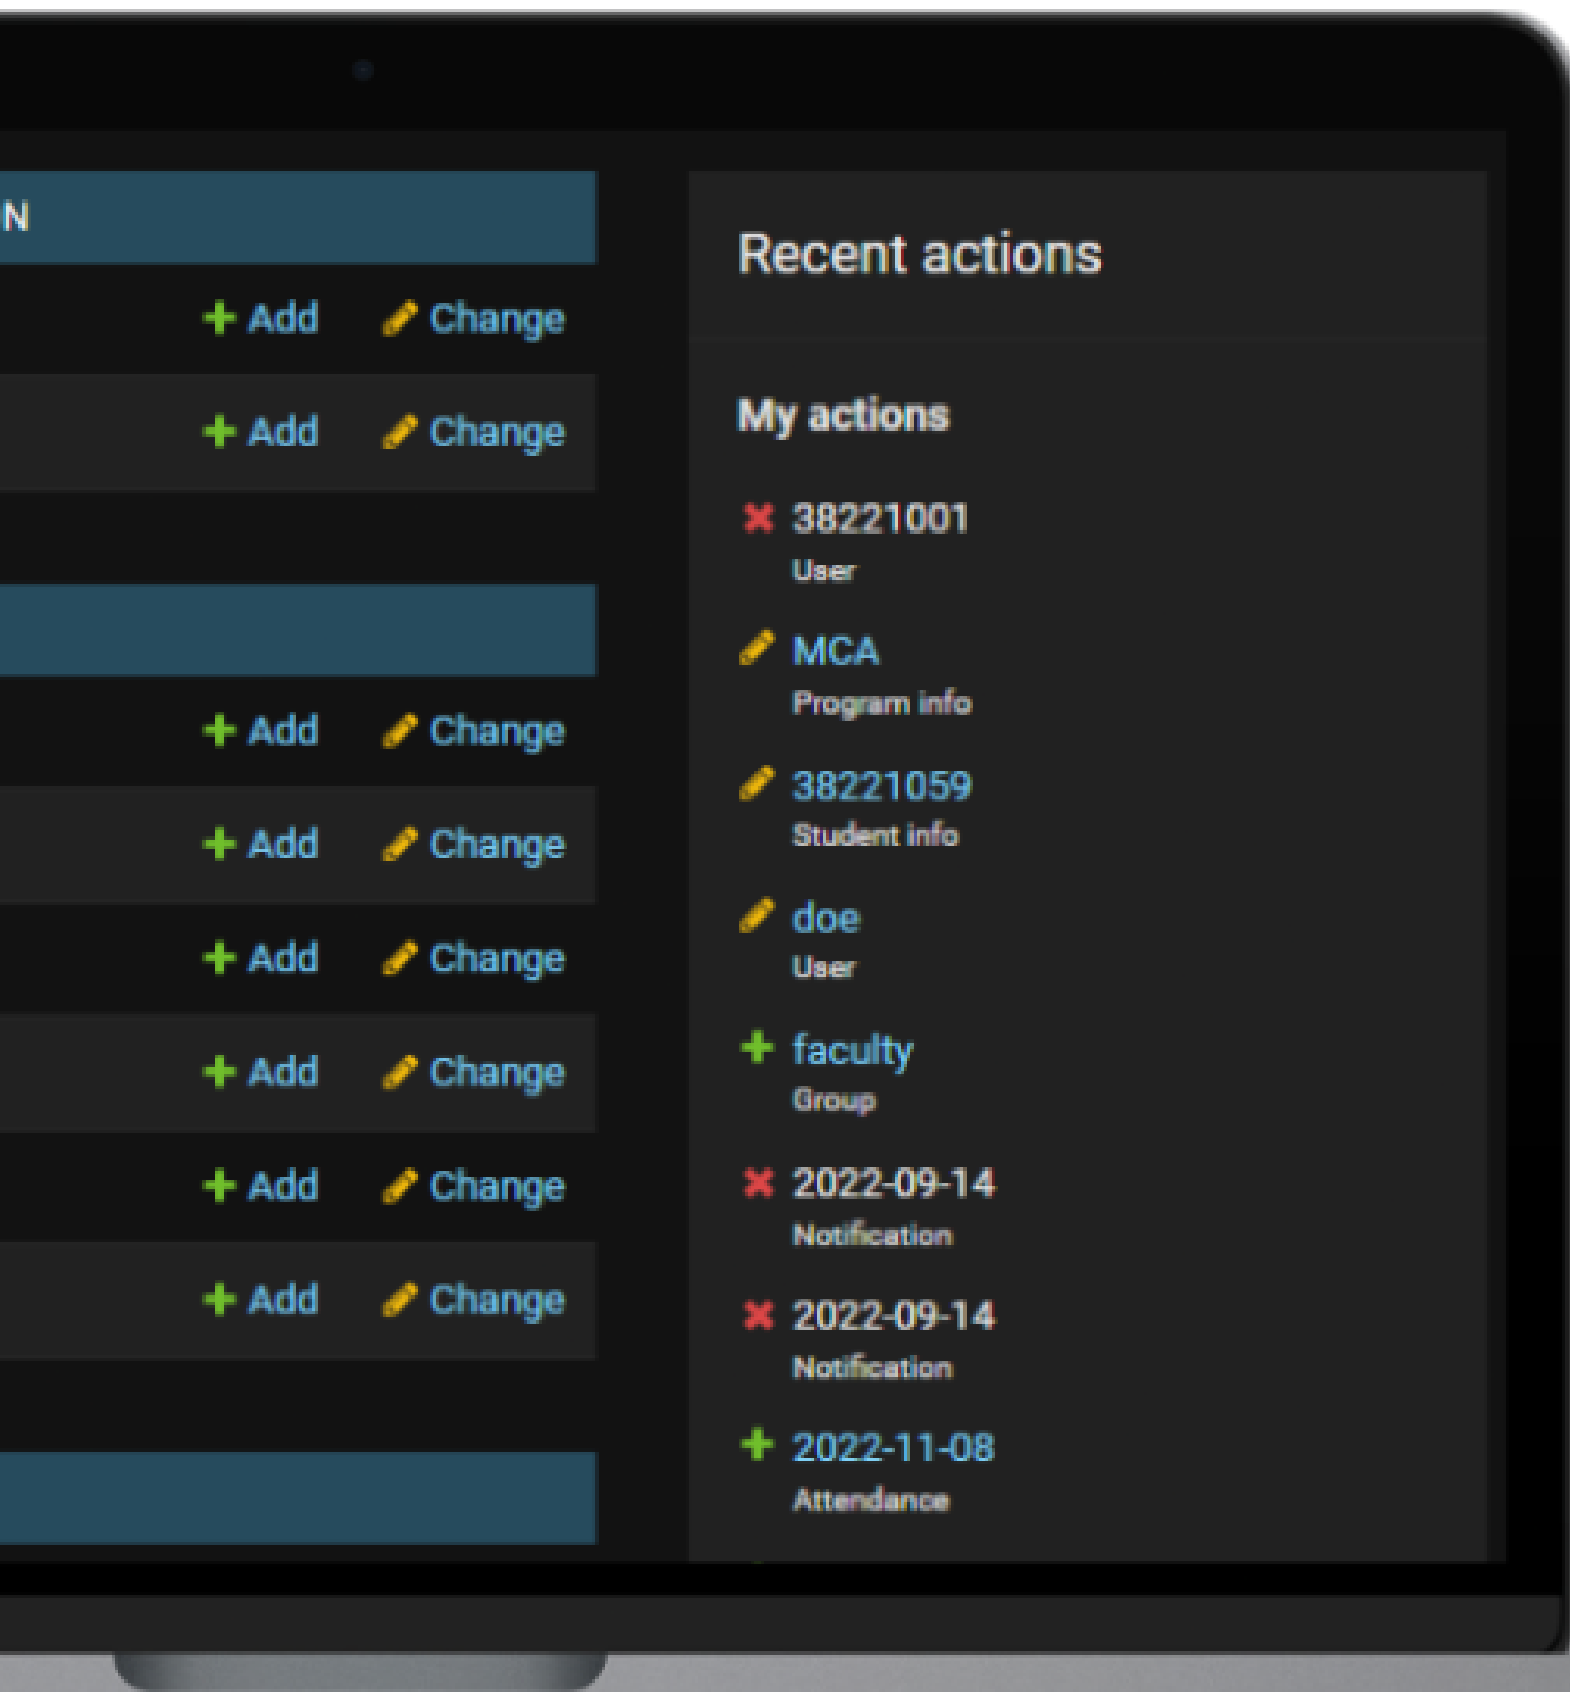 N
Add Change
Add Change
Add Change
Add Change
Add Change
Add Change
Add Change
Add Change
Recent actions
My actions
38221001
User
MCA
Program info
38221059
Student info
doe
User
faculty
Group
2022-09-14
Notification
2022-09-14
Notification
2022-11-08
Attendance